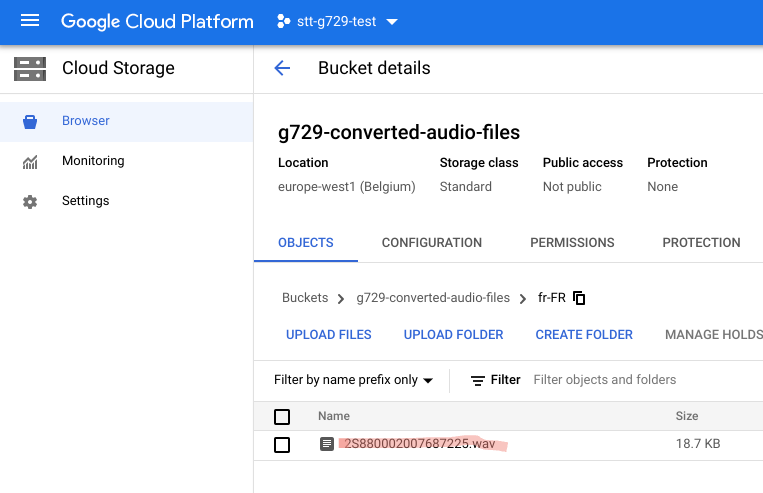 Google Cloud Platform stt-g729-test
Cloud Storage
Bucket details
Browser
Monitoring
Settings
g729-converted-audio-files
Location Storage class Public access Protection
europe-west1 (Belgium) Standard Not public None
OBJECTS CONFIGURATION PERMISSIONS PROTECTION
Buckets > g729-converted-audio-files > fr-FR
UPLOAD FILES UPLOAD FOLDER CREATE FOLDER MANAGE HOLDS
Filter by name prefix only Filter Filter objects and folders
Name Size
2S880002007687225.wav 18.7 KB